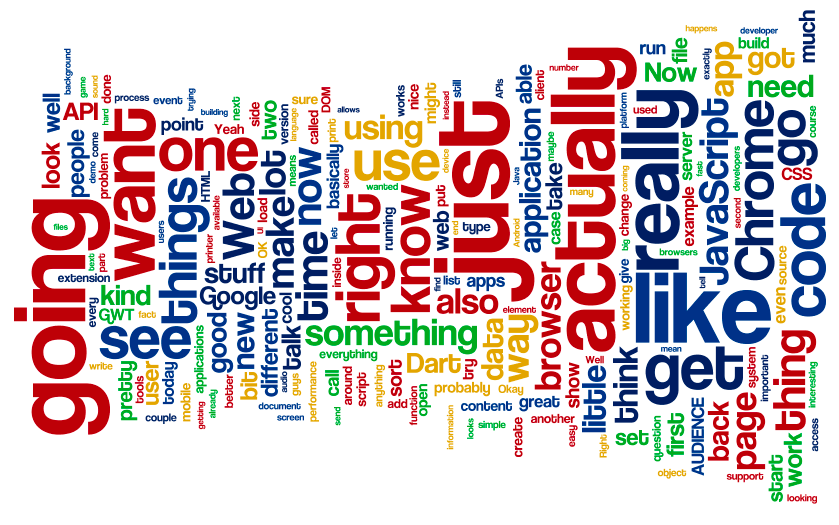 going
want
one
see
things
Web
make
lot
now
time
right
know
use
using
just
something
also
actually
like
really
get
JavaScript
Chrome
go
code
thing
browser
application
way
data
Dart
apps
list
web
put
type
API
look
well
people
problem
demo
come
hard
done
game
sound
background
process
event
trying
point
Yeah
building
next
side
two
language
sure
version
called
DOM
print
allows
works
nice
might
instead
still
APIs
able
client
number
Java
maybe
take
case
many
Android
device
end
wanted
store
means
load
ui
OK
HTML
users
available
printer
stuff
Google
cool
inside
let
running
basically
find
element
files
text
part
extension
every
kind
GWT
fact
write
pretty
tools
user
today
mobile
couple
getting
already
applications
good
better
new
bit
different
audio
talk
guys
document
screen
performance
everything
call
send
around
script
anything
sort
add
function
open
try
probably
Okay
information
looks
content
simple
great
create
another
easy
show
Well
little
Right
think
mean
set
question
first
object
AUDIENCE
back
page
support
system
important
start
work
looking
access
interesting
even
source
working
give
big
change
coming
example
server
fast
browsers
tell
second
developers
used
platform
run
file
Now
happens
exactly
app
developer
build
got
need
much
course
CSS